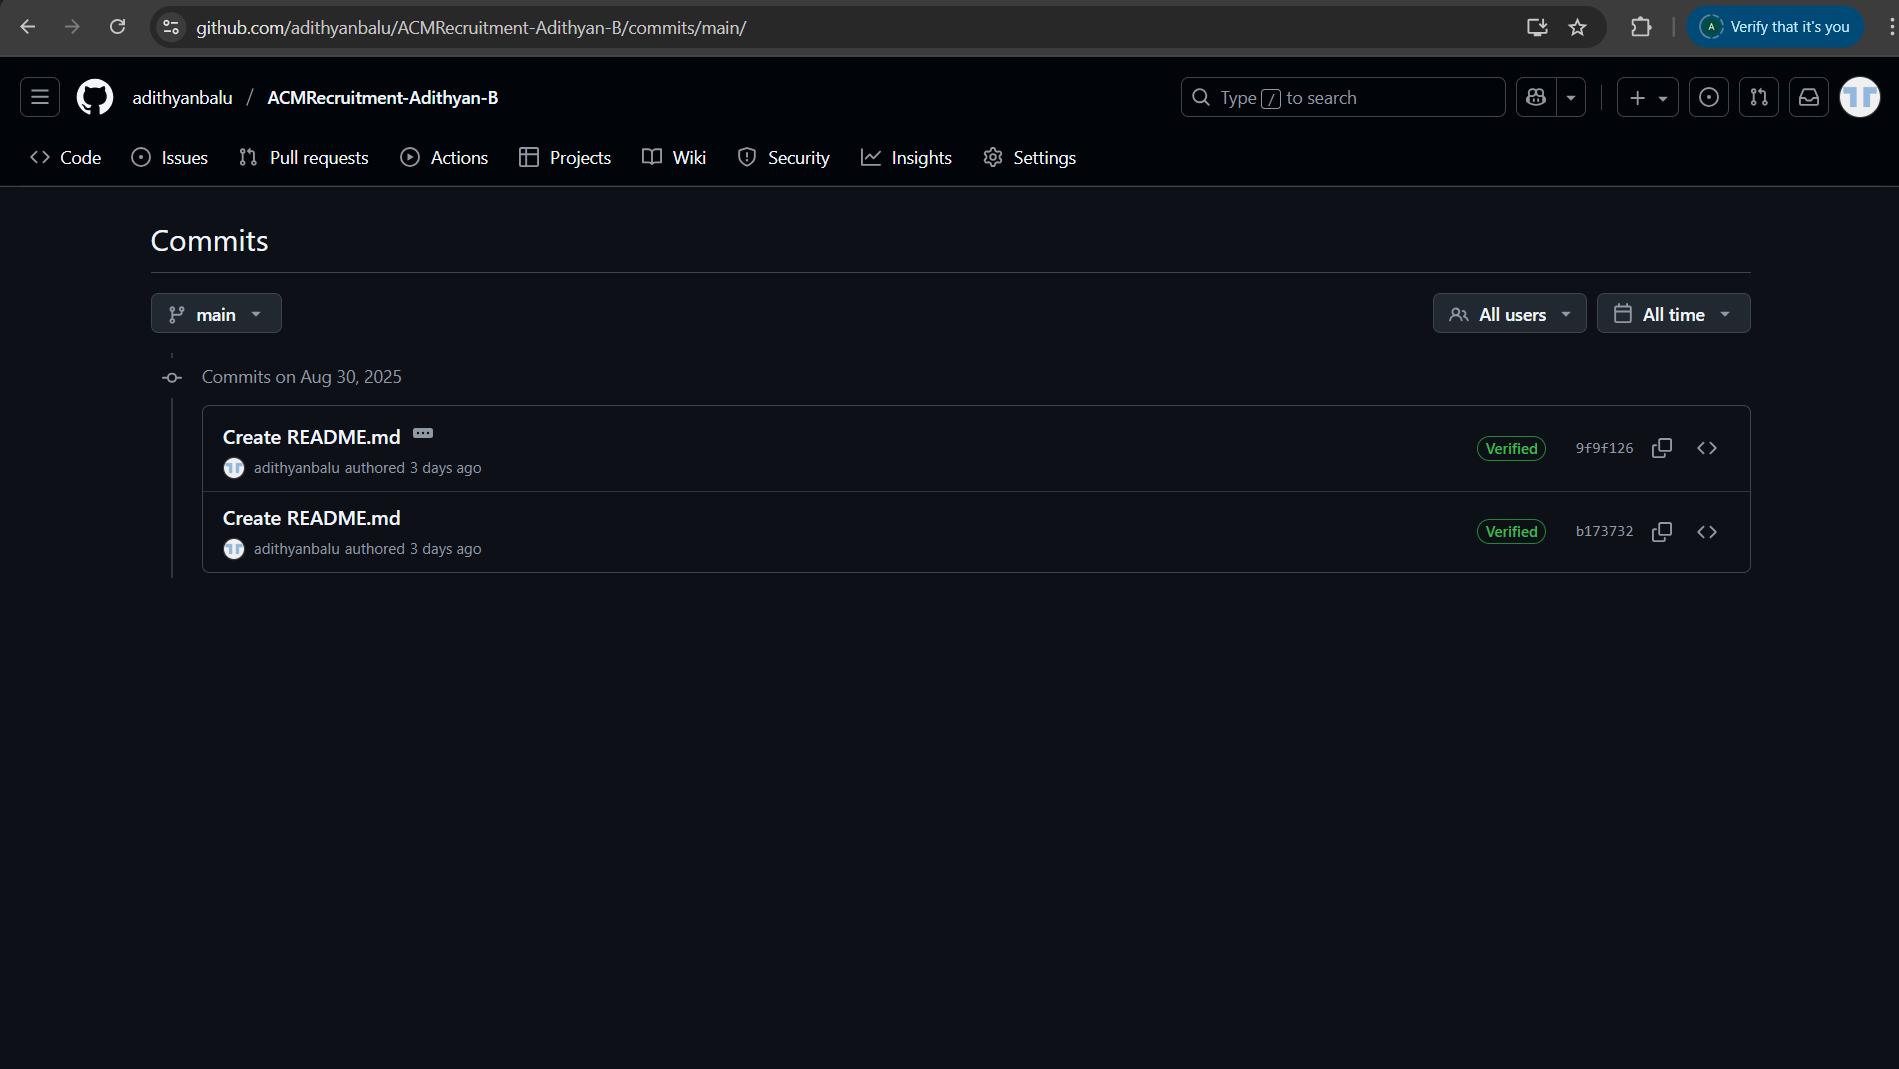 github.com/adithyanbalu/ACMRecruitment-Adithyan-B/commits/main/
A Verify that it's you
adithyanbalu / ACMRecruitment-Adithyan-B
Type / to search
Code Issues Pull requests Actions Projects Wiki Security Insights Settings
Commits
main All users All time
Commits on Aug 30, 2025
Create README.md
adithyanbalu authored 3 days ago
Verified 9f9f126
Create README.md
adithyanbalu authored 3 days ago
Verified b173732